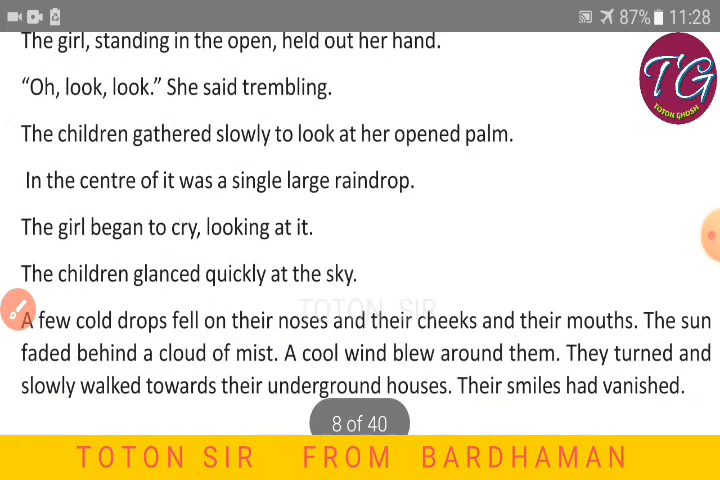 87% 11:28
The girl, standing in the open, held out her hand.
TG
TOTON GHOSH
“Oh, look, look.” She said trembling.
The children gathered slowly to look at her opened palm.
In the centre of it was a single large raindrop.
The girl began to cry, looking at it.
The children glanced quickly at the sky.
TOTON SIR
A few cold drops fell on their noses and their cheeks and their mouths. The sun
faded behind a cloud of mist. A cool wind blew around them. They turned and
slowly walked towards their underground houses. Their smiles had vanished.
8 of 40
TOTON SIR FROM BARDHAMAN